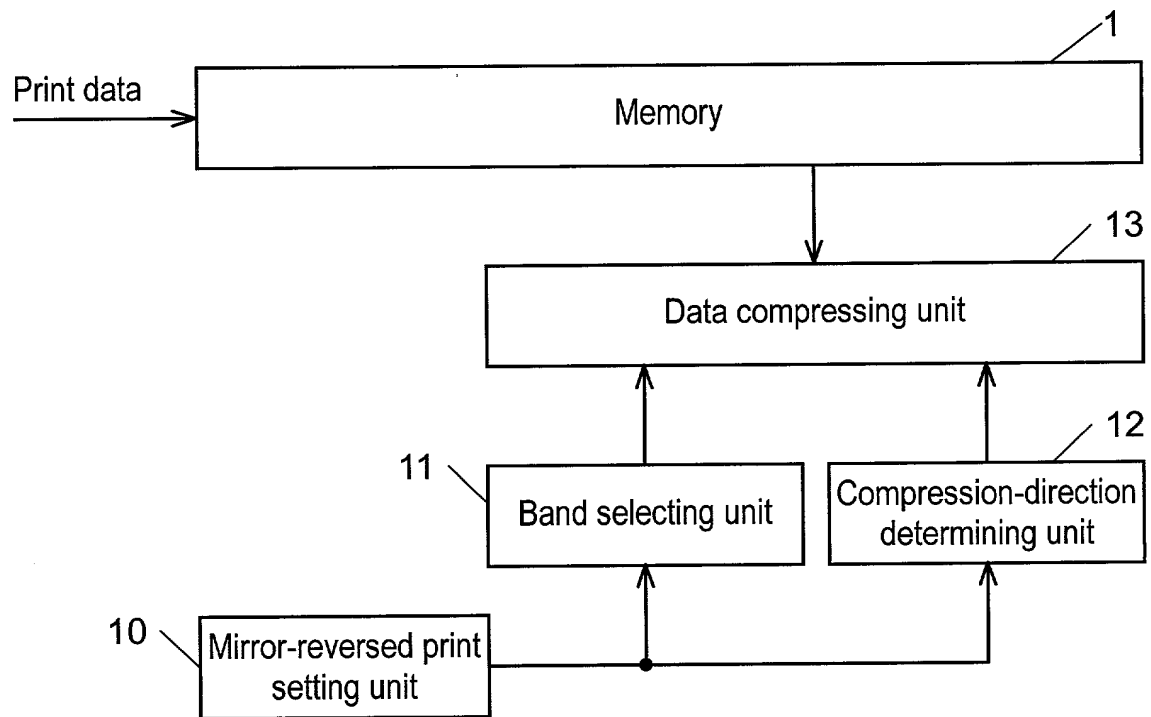 1
Print data
Memory
13
Data compressing unit
12
11
Band selecting unit
Compression-direction
determining unit
10
Mirror-reversed print
setting unit